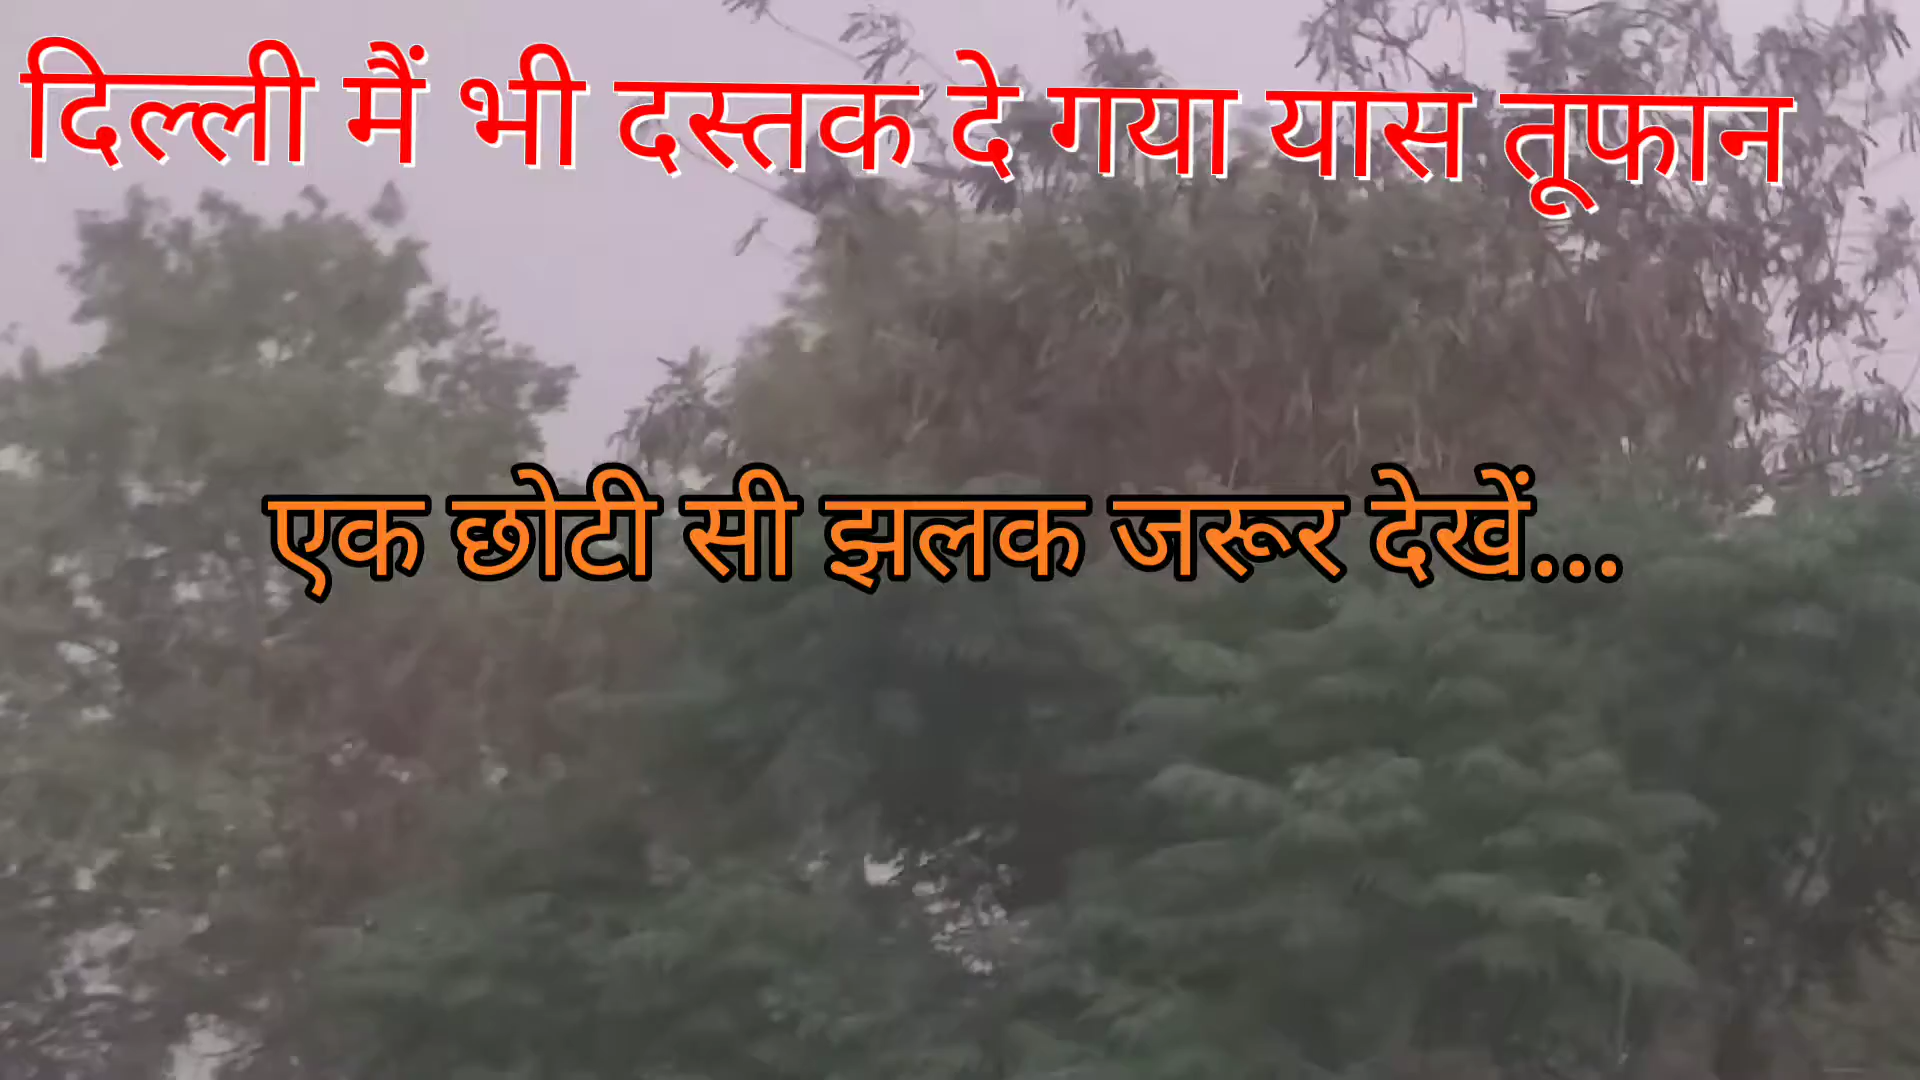 दिल्ली मैं भी दस्तक दे गया यास तूफान
एक छोटी सी झलक जरूर देखें...